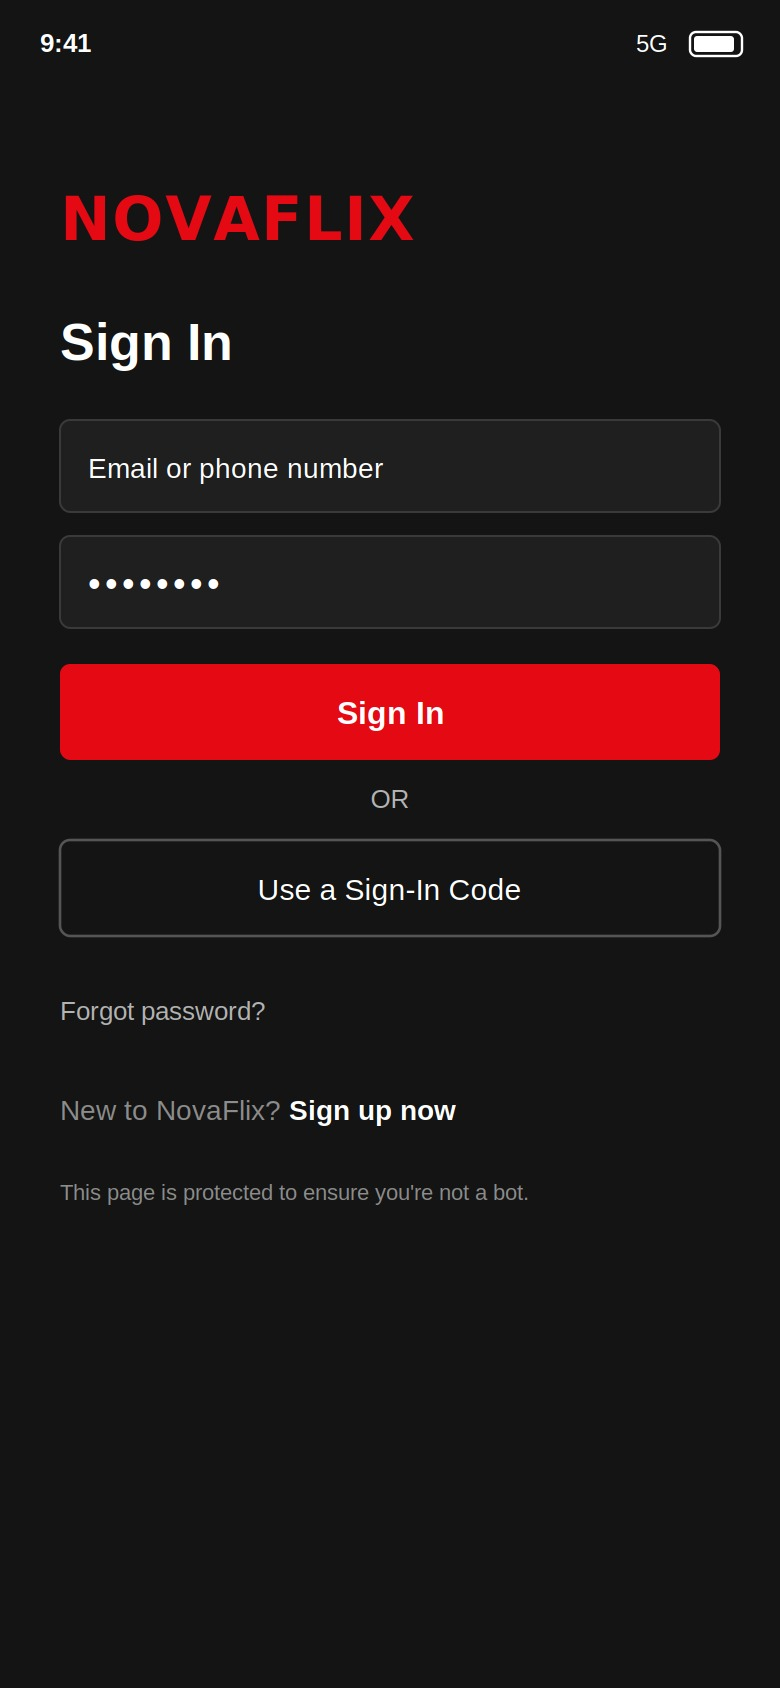 9:41 5G
NOVAFLIX
Sign In
Email or phone number
••••••••
Sign In
OR
Use a Sign-In Code
Forgot password?
New to NovaFlix? Sign up now
This page is protected to ensure you're not a bot.